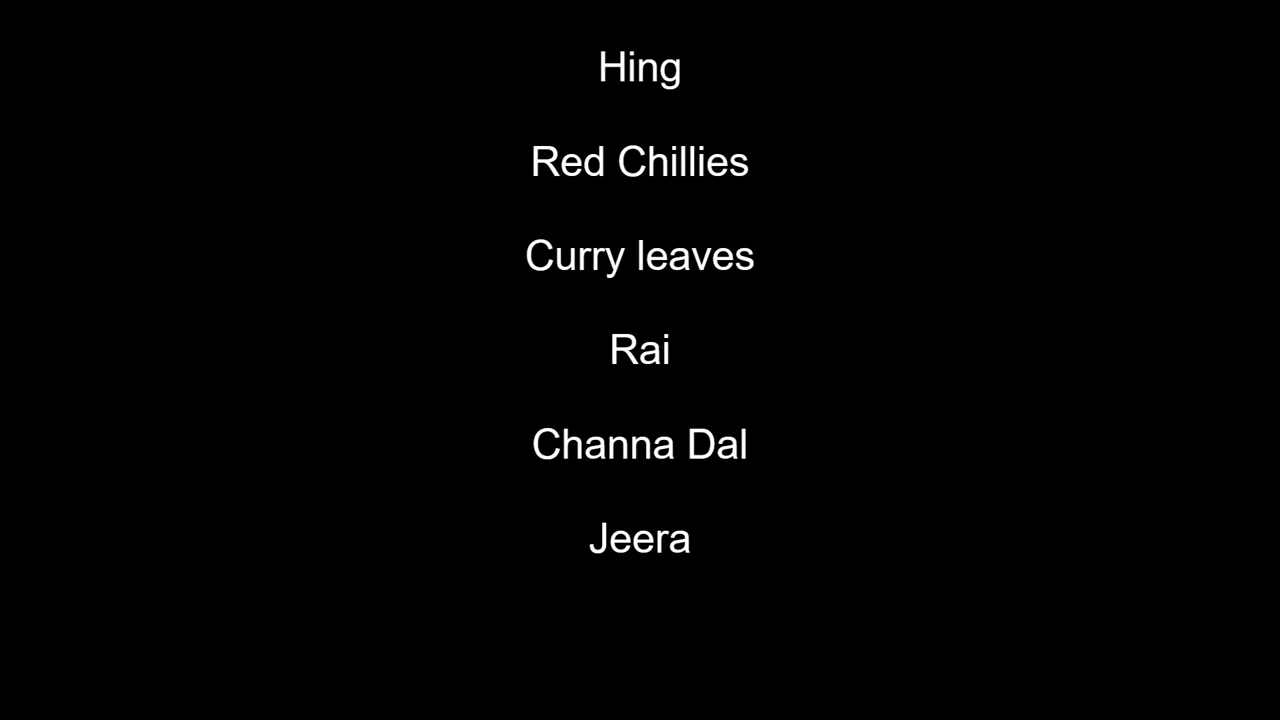 Hing
Red Chillies
Curry leaves
Rai
Channa Dal
Jeera